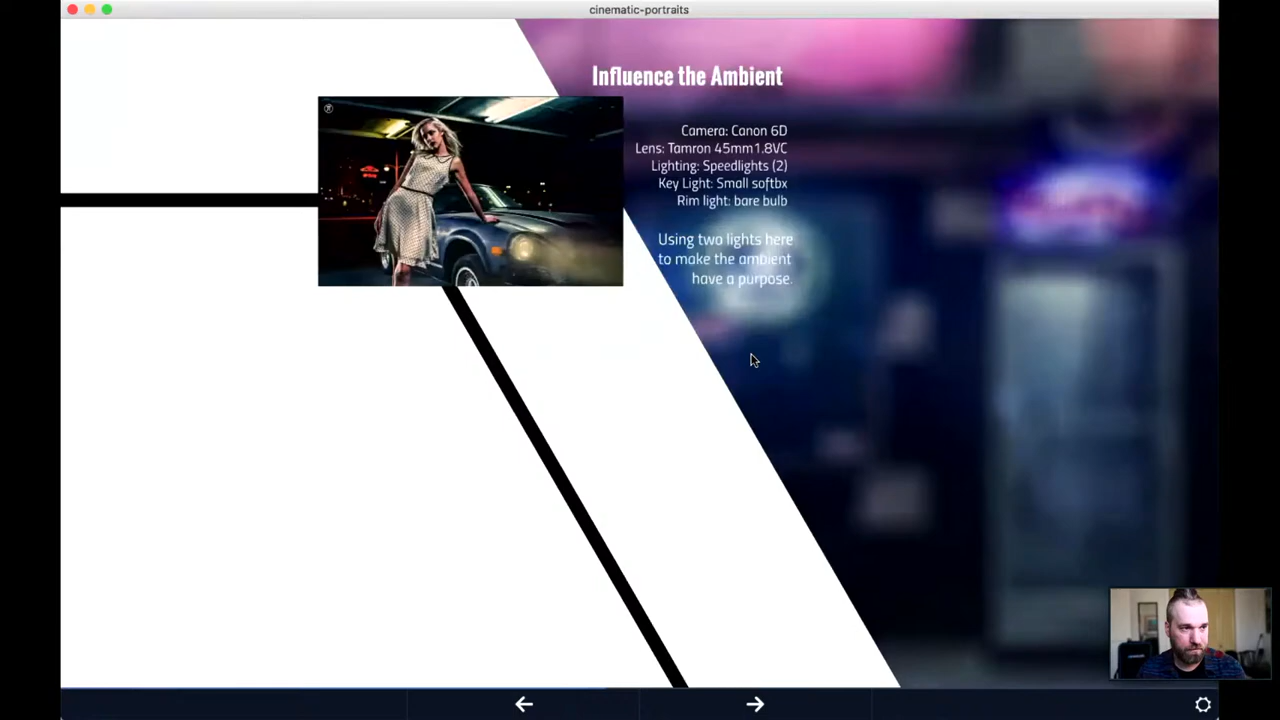 cinematic-portraits
Influence the Ambient
Camera: Canon 6D
Lens: Tamron 45mm1.8VC
Lighting: Speedlights (2)
Key Light: Small softbx
Rim light: bare bulb
Using two lights here
to make the ambient
have a purpose.